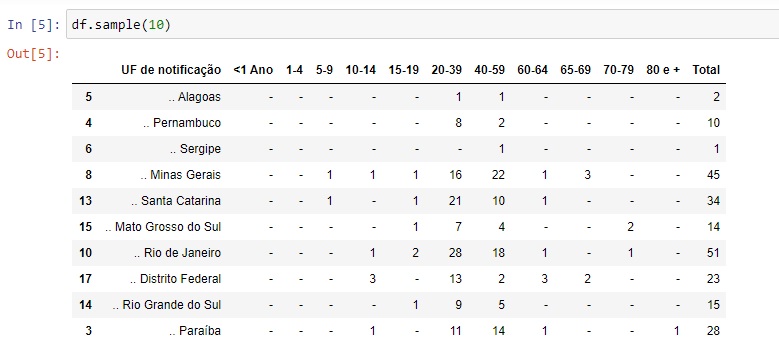 In [5]: df.sample(10)
Out[5]:
UF de notificação <1 Ano 1-4 5-9 10-14 15-19 20-39 40-59 60-64 65-69 70-79 80 e + Total
5 .. Alagoas - - - - - 1 1 - - - - 2
4 .. Pernambuco - - - - - 8 2 - - - - 10
6 .. Sergipe - - - - - - 1 - - - - 1
8 .. Minas Gerais - - 1 1 1 16 22 1 3 - - 45
13 .. Santa Catarina - - 1 - 1 21 10 1 - - - 34
15 .. Mato Grosso do Sul - - - - 1 7 4 - - 2 - 14
10 .. Rio de Janeiro - - - 1 2 28 18 1 - 1 - 51
17 .. Distrito Federal - - - 3 - 13 2 3 2 - - 23
14 .. Rio Grande do Sul - - - - 1 9 5 - - - - 15
3 .. Paraíba - - - 1 - 11 14 1 - - 1 28